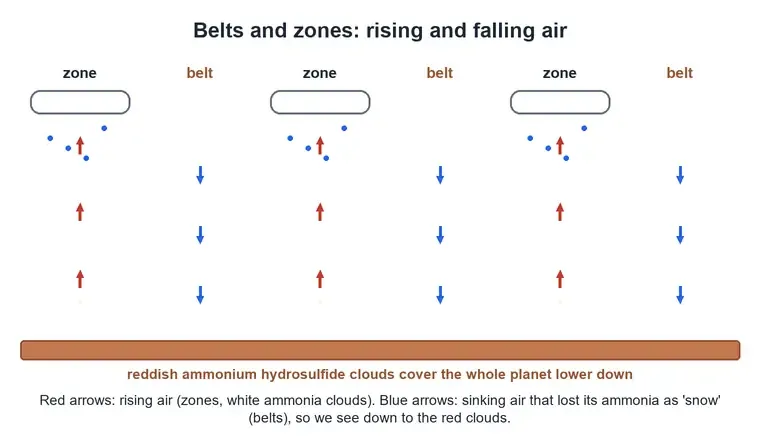 Belts and zones: rising and falling air
zone belt zone belt zone belt
reddish ammonium hydrosulfide clouds cover the whole planet lower down
Red arrows: rising air (zones, white ammonia clouds). Blue arrows: sinking air that lost its ammonia as 'snow'
(belts), so we see down to the red clouds.